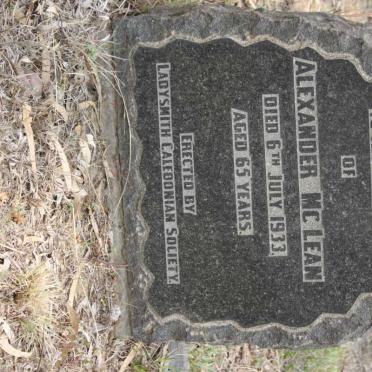 OF
ALEXANDER MC LEAN
DIED 6TH JULY 1933
AGED 65 YEARS.
ERECTED BY
LADYSMITH CALEDONIAN SOCIETY.